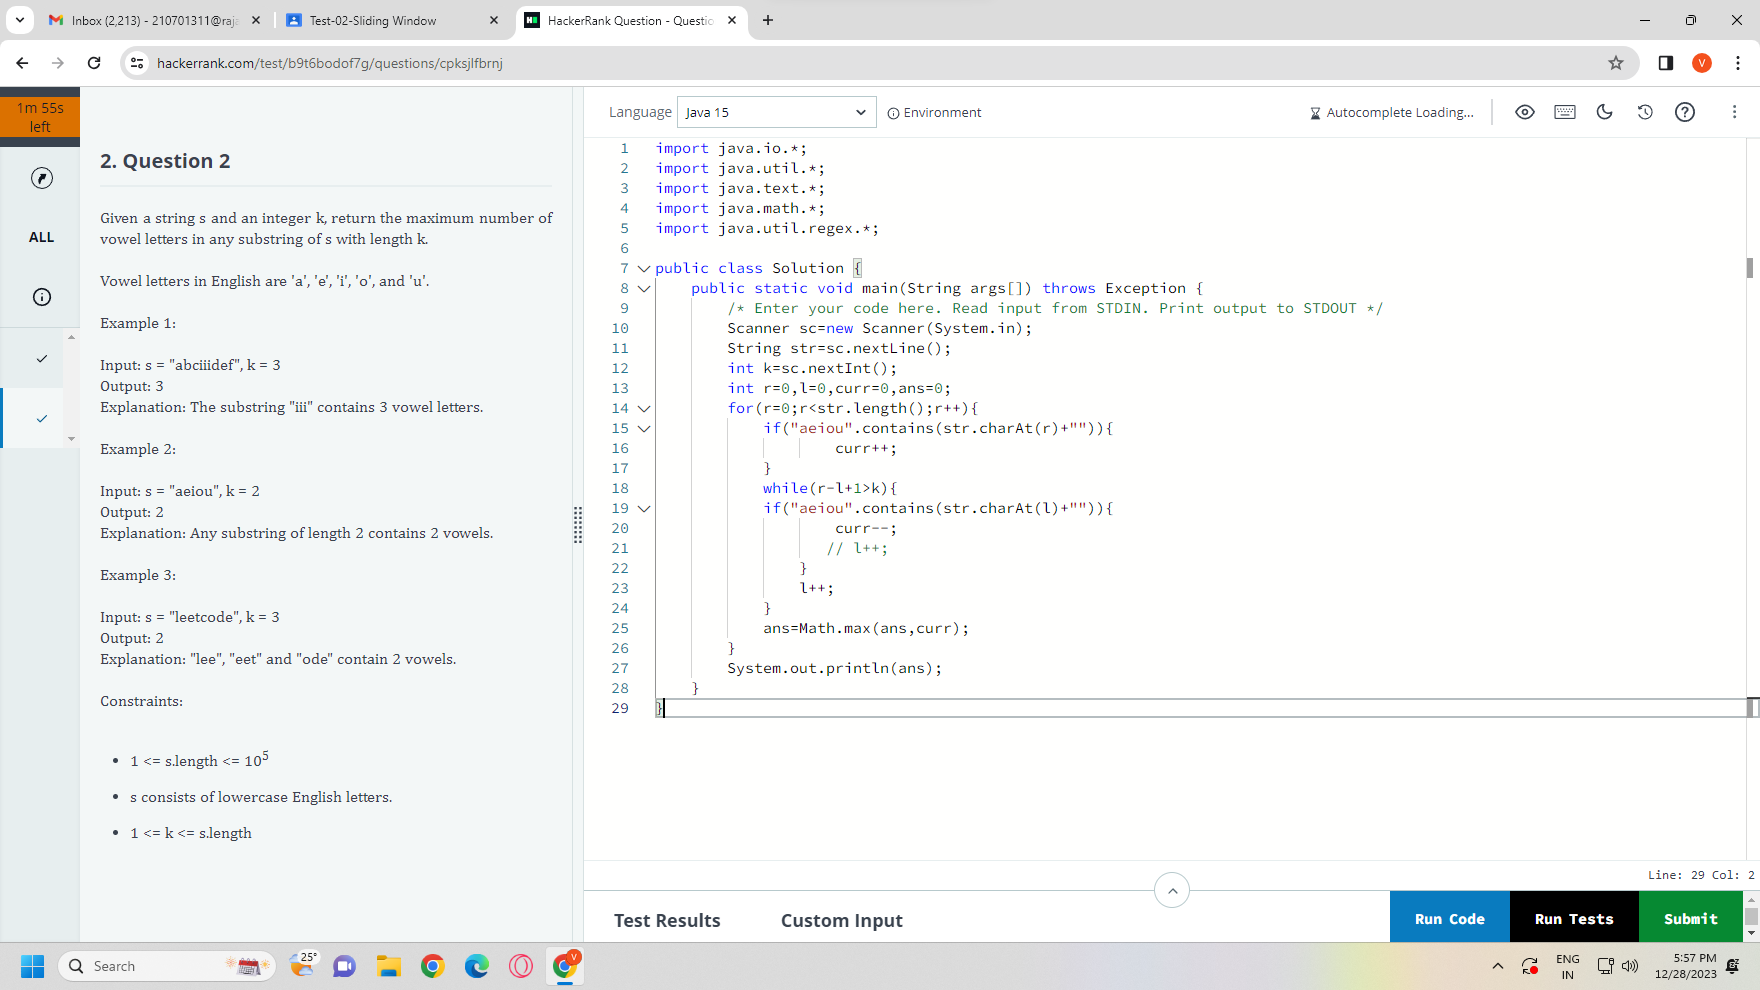 Inbox (2,213) - 210701311@raja
Test-02-Sliding Window
HackerRank Question - Questio
hackerrank.com/test/b9t6bodof7g/questions/cpksjlfbrnj
V
1m 55s
left
ALL
2. Question 2
Given a string s and an integer k, return the maximum number of
vowel letters in any substring of s with length k.
Vowel letters in English are 'a', 'e', 'i', 'o', and 'u'.
Example 1:
Input: s = "abciiidef", k = 3
Output: 3
Explanation: The substring "iii" contains 3 vowel letters.
Example 2:
Input: s = "aeiou", k = 2
Output: 2
Explanation: Any substring of length 2 contains 2 vowels.
Example 3:
Input: s = "leetcode", k = 3
Output: 2
Explanation: "lee", "eet" and "ode" contain 2 vowels.
Constraints:
• 1 <= s.length <= 10^5
• s consists of lowercase English letters.
• 1 <= k <= s.length
Language Java 15 Environment Autocomplete Loading...
1 import java.io.*;
2 import java.util.*;
3 import java.text.*;
4 import java.math.*;
5 import java.util.regex.*;
6
7 public class Solution {
8 public static void main(String args[]) throws Exception {
9 /* Enter your code here. Read input from STDIN. Print output to STDOUT */
10 Scanner sc=new Scanner(System.in);
11 String str=sc.nextLine();
12 int k=sc.nextInt();
13 int r=0,l=0,curr=0,ans=0;
14 for(r=0;r<str.length();r++){
15 if("aeiou".contains(str.charAt(r)+"")){
16 curr++;
17 }
18 while(r-l+1>k){
19 if("aeiou".contains(str.charAt(l)+"")){
20 curr--;
21 // l++;
22 }
23 l++;
24 }
25 ans=Math.max(ans,curr);
26 }
27 System.out.println(ans);
28 }
29 }
Line: 29 Col: 2
Test Results Custom Input Run Code Run Tests Submit
Search
25°
V
ENG
IN
5:57 PM
12/28/2023